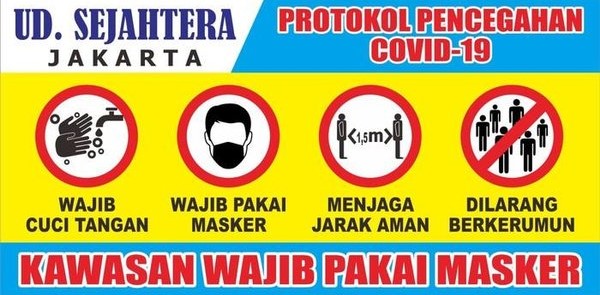 UD. SEJAHTERA
JAKARTA
PROTOKOL PENCEGAHAN
COVID-19
1,5m
WAJIB
CUCI TANGAN
WAJIB PAKAI
MASKER
MENJAGA
JARAK AMAN
DILARANG
BERKERUMUN
KAWASAN WAJIB PAKAI MASKER